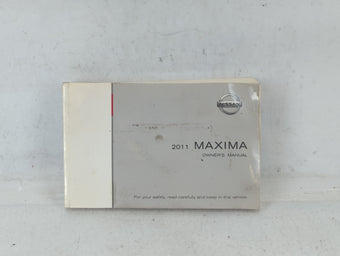 NISSAN
2011 MAXIMA
OWNER'S MANUAL
For your safety, read carefully and keep in this vehicle.